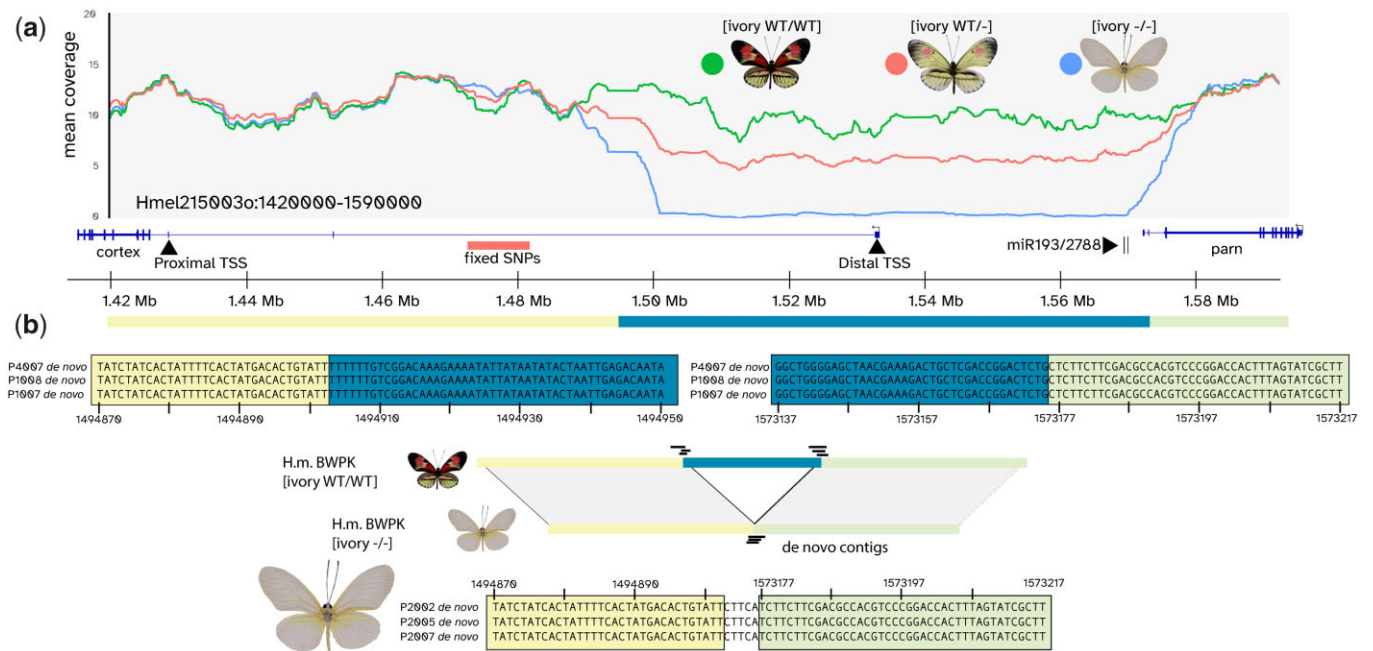 (a)
20
15
10
5
0
mean coverage
[ivory WT/WT]
[ivory WT/-]
[ivory -/-]
Hmel215003o:1420000-1590000
cortex
Proximal TSS
fixed SNPs
Distal TSS
miR193/2788
parn
1.42 Mb
1.44 Mb
1.46 Mb
1.48 Mb
1.50 Mb
1.52 Mb
1.54 Mb
1.56 Mb
1.58 Mb
(b)
P4007 de novo TATCTATCACTATTTTCACTATGACACTGTATTTTTTTTGTCGGACAAAGAAAATATTATAATATACTAATTGAGACAATA
P1008 de novo TATCTATCACTATTTTCACTATGACACTGTATTTTTTTTGTCGGACAAAGAAAATATTATAATATACTAATTGAGACAATA
P1007 de novo TATCTATCACTATTTTCACTATGACACTGTATTTTTTTTGTCGGACAAAGAAAATATTATAATATACTAATTGAGACAATA
1494870 1494890 1494910 1494930 1494950
P4007 de novo GGCTGGGGAGCTAACGAAAGACTGCTCGACCGGACTCTGCTCTTCTTCGACGCCACGTCCCGGACCACTTTAGTATCGCTT
P1008 de novo GGCTGGGGAGCTAACGAAAGACTGCTCGACCGGACTCTGCTCTTCTTCGACGCCACGTCCCGGACCACTTTAGTATCGCTT
P1007 de novo GGCTGGGGAGCTAACGAAAGACTGCTCGACCGGACTCTGCTCTTCTTCGACGCCACGTCCCGGACCACTTTAGTATCGCTT
1573137 1573157 1573177 1573197 1573217
H.m. BWPK
[ivory WT/WT]
H.m. BWPK
[ivory -/-]
de novo contigs
1494870 1494890 1573177 1573197 1573217
P2002 de novo TATCTATCACTATTTTCACTATGACACTGTATTCTTCATCTTCTTCGACGCCACGTCCCGGACCACTTTAGTATCGCTT
P2005 de novo TATCTATCACTATTTTCACTATGACACTGTATTCTTCATCTTCTTCGACGCCACGTCCCGGACCACTTTAGTATCGCTT
P2007 de novo TATCTATCACTATTTTCACTATGACACTGTATTCTTCATCTTCTTCGACGCCACGTCCCGGACCACTTTAGTATCGCTT